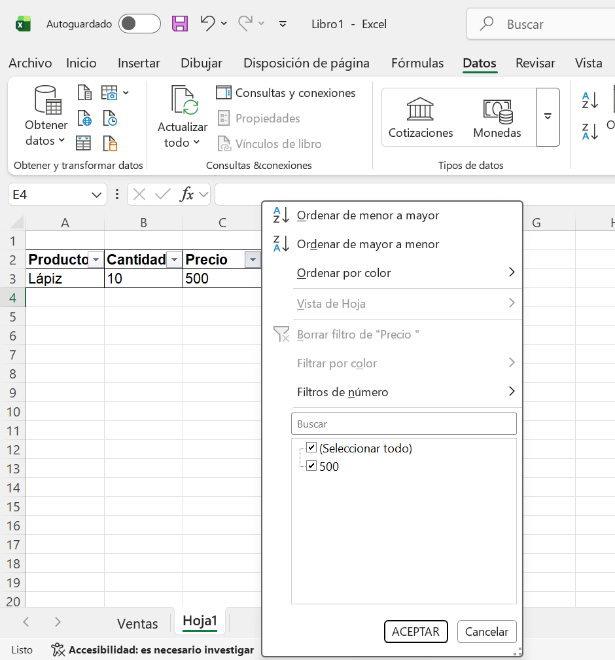 Autoguardado Libro1 - Excel Buscar
Archivo Inicio Insertar Dibujar Disposición de página Fórmulas Datos Revisar Vista
Obtener datos
Actualizar todo
Consultas y conexiones
Propiedades
Vínculos de libro
Cotizaciones Monedas
Obtener y transformar datos Consultas &conexiones Tipos de datos
E4 fx
A B C G
1
2 Producto Cantidad Precio
3 Lápiz 10 500
4
5
6
7
8
9
10
11
12
13
14
15
16
17
18
19
20
Ordenar de menor a mayor
Ordenar de mayor a menor
Ordenar por color
Vista de Hoja
Borrar filtro de "Precio "
Filtrar por color
Filtros de número
Buscar
(Seleccionar todo)
500
ACEPTAR Cancelar
Ventas Hoja1
Listo Accesibilidad: es necesario investigar